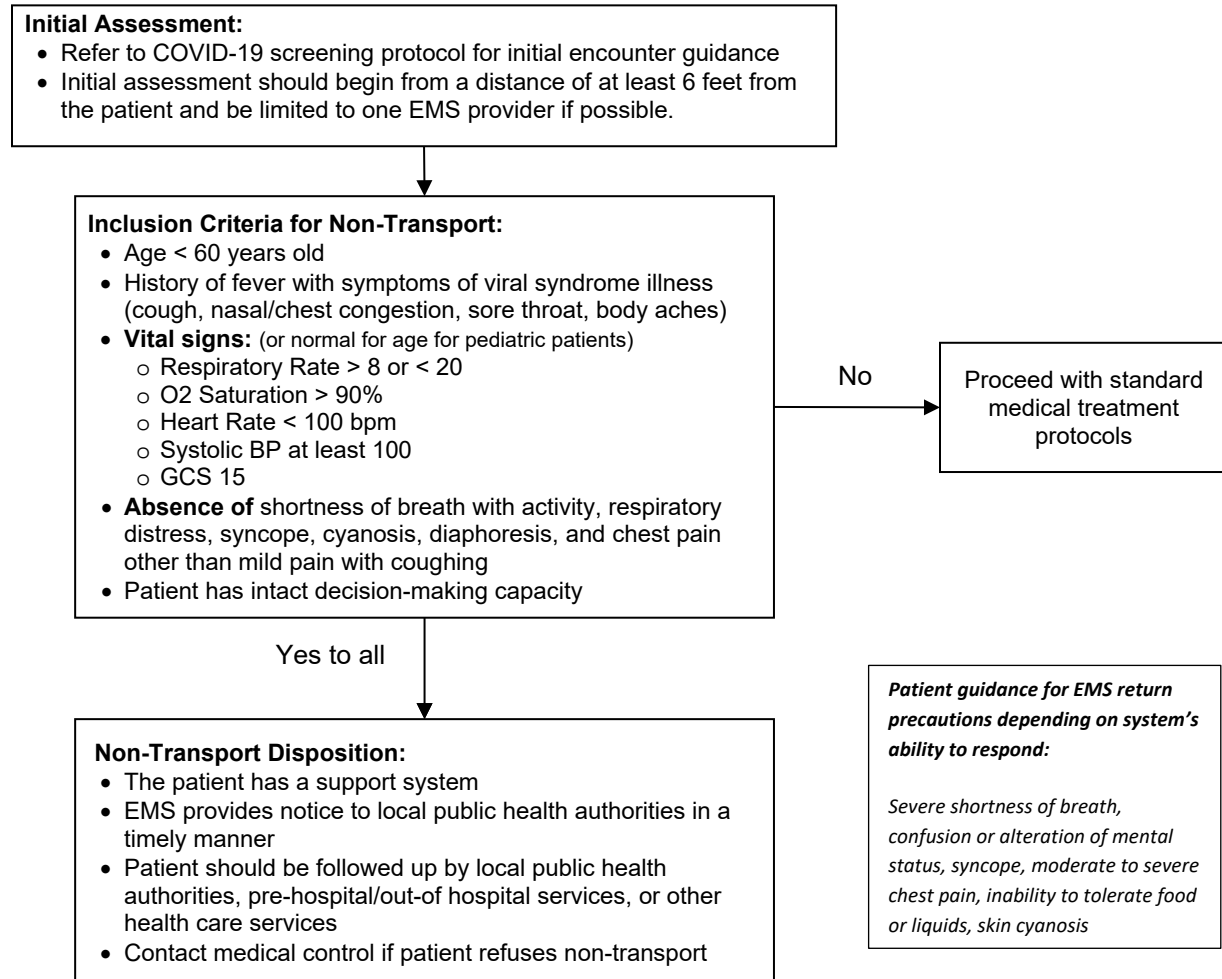 Initial Assessment:
• Refer to COVID-19 screening protocol for initial encounter guidance
• Initial assessment should begin from a distance of at least 6 feet from
the patient and be limited to one EMS provider if possible.
Inclusion Criteria for Non-Transport:
• Age < 60 years old
• History of fever with symptoms of viral syndrome illness
(cough, nasal/chest congestion, sore throat, body aches)
• Vital signs: (or normal for age for pediatric patients)
o Respiratory Rate > 8 or < 20
o O2 Saturation > 90%
o Heart Rate < 100 bpm
o Systolic BP at least 100
o GCS 15
• Absence of shortness of breath with activity, respiratory
distress, syncope, cyanosis, diaphoresis, and chest pain
other than mild pain with coughing
• Patient has intact decision-making capacity
No
Proceed with standard
medical treatment
protocols
Yes to all
Non-Transport Disposition:
• The patient has a support system
• EMS provides notice to local public health authorities in a
timely manner
• Patient should be followed up by local public health
authorities, pre-hospital/out-of hospital services, or other
health care services
• Contact medical control if patient refuses non-transport
Patient guidance for EMS return
precautions depending on system's
ability to respond:
Severe shortness of breath,
confusion or alteration of mental
status, syncope, moderate to severe
chest pain, inability to tolerate food
or liquids, skin cyanosis